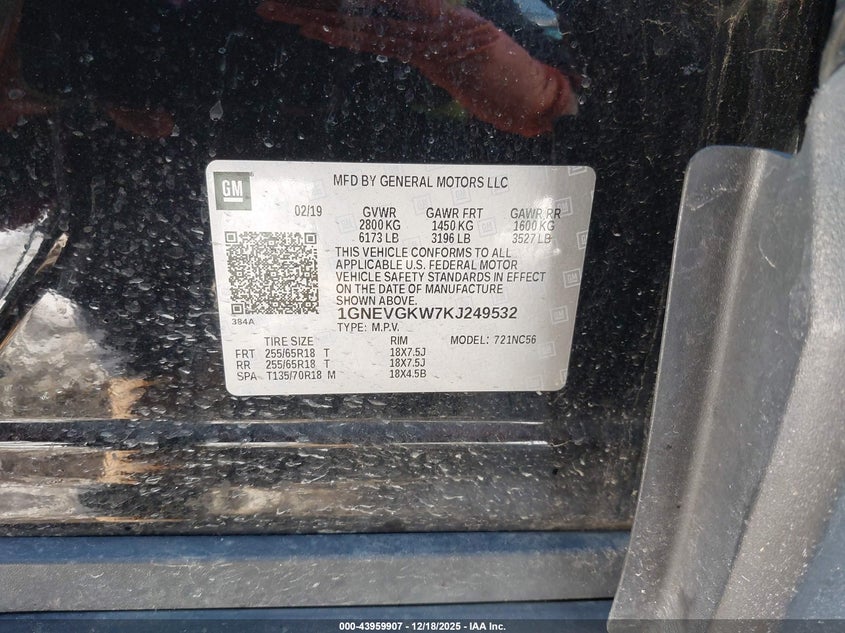 GM
MFD BY GENERAL MOTORS LLC
02/19 GVWR GAWR FRT GAWR RR
2800 KG 1450 KG 1600 KG
6173 LB 3196 LB 3527 LB
THIS VEHICLE CONFORMS TO ALL
APPLICABLE U.S. FEDERAL MOTOR
VEHICLE SAFETY STANDARDS IN EFFECT
ON THE DATE OF MANUFACTURE
SHOWN ABOVE.
384A
1GNEVGKW7KJ249532
TYPE: M.P.V.
TIRE SIZE RIM MODEL: 721NC56
FRT 255/65R18 T 18X7.5J
RR 255/65R18 T 18X7.5J
SPA T135/70R18 M 18X4.5B
000-43959907 - 12/18/2025 - IAA Inc.